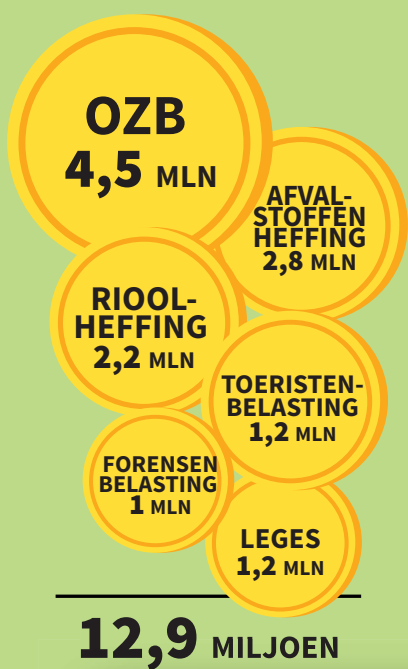 OZB
4,5 MLN
AFVAL-
STOFFEN
HEFFING
2,8 MLN
RIOOL-
HEFFING
2,2 MLN
TOERISTEN-
BELASTING
1,2 MLN
FORENSEN
BELASTING
1 MLN
LEGES
1,2 MLN
12,9 MILJOEN